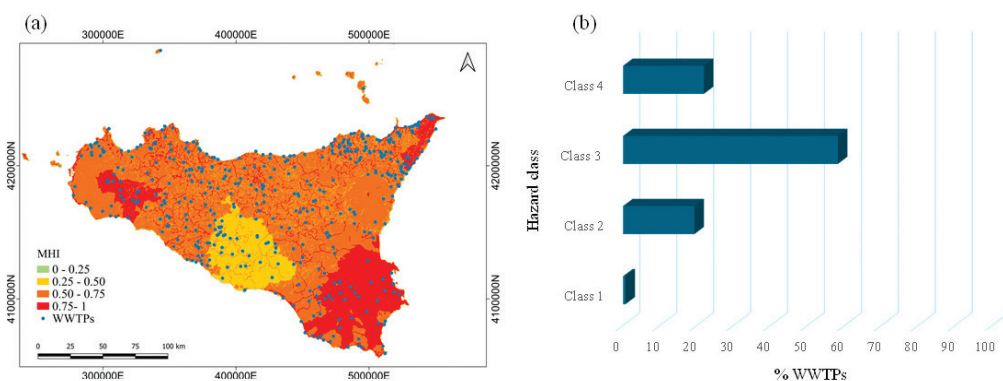 (a)
300000E 400000E 500000E
4200000N 4200000N
4100000N 4100000N
MHI
0 - 0.25
0.25 - 0.50
0.50 - 0.75
0.75- 1
WWTPs
0 25 50 75 100 km
300000E 400000E 500000E
(b)
Hazard class
Class 4
Class 3
Class 2
Class 1
0 10 20 30 40 50 60 70 80 90 100
% WWTPs